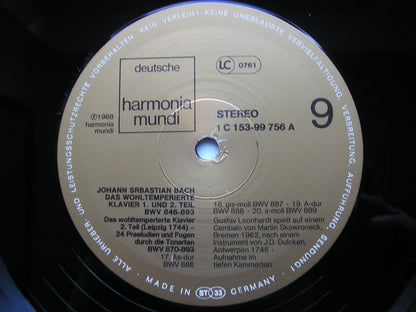 ALLE URHEBER- UND LEISTUNGSSCHUTZRECHTE VORBEHALTEN. KEIN VERLEIH! KEINE UNERLAUBTE VERVIELFÄLTIGUNG, VERBREITUNG, AUFFÜHRUNG, SENDUNG!
deutsche
harmonia
mundi
℗1968
harmonia
mundi
LC 0761
STEREO
1 C 153-99 756 A
9
JOHANN SRBASTIAN BACH
DAS WOHLTEMPERIERTE
KLAVIER 1. UND 2. TEIL
BWV 846-893
Das wohltemperierte Klavier
2. Teil (Leipzig 1744) –
24 Praeludien und Fugen
durch die Tonarten
BWV 870-893
17. As-dur
BWV 886
18. gis-moll BWV 887 - 19. A-dur
BWV 888 - 20. a-moll BWV 889
Gustav Leonhardt spielt auf einem
Cembalo von Martin Skowroneck,
Bremen 1962, nach einem
Instrument von J.D. Dulcken,
Antwerpen 1745 -
Aufnahme im
tiefen Kammerton
MADE IN ST 33 GERMANY